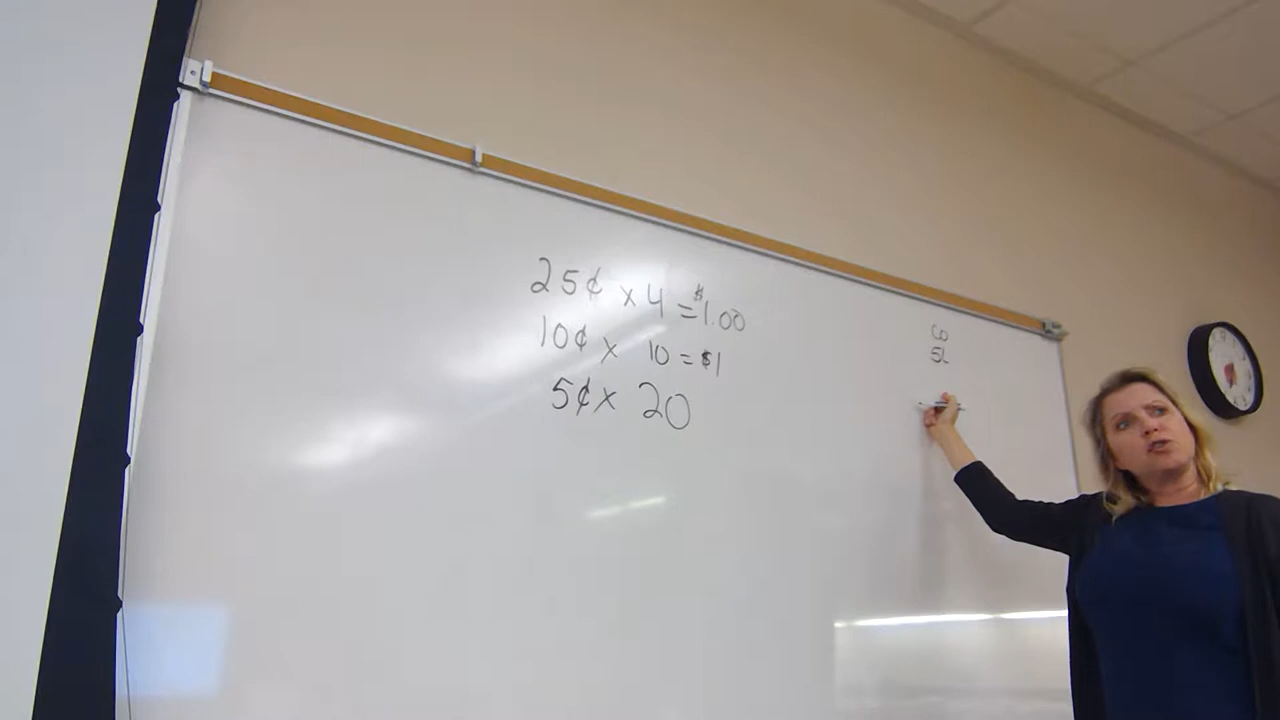 25¢ x 4 = $1.00
10¢ x 10 = $1
5¢ x 20